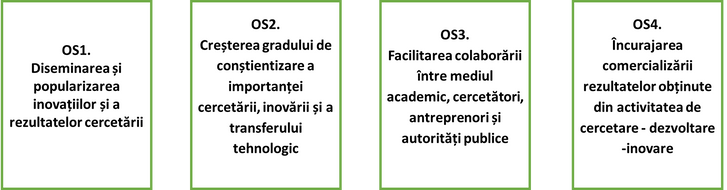 OS1.
Diseminarea și
popularizarea
inovațiilor și a
rezultatelor cercetării
OS2.
Creșterea gradului de
conștientizare a
importanței
cercetării, inovării și a
transferului
tehnologic
OS3.
Facilitarea colaborării
între mediul
academic, cercetători,
antreprenori și
autorități publice
OS4.
Încurajarea
comercializării
rezultatelor obținute
din activitatea de
cercetare - dezvoltare
-inovare